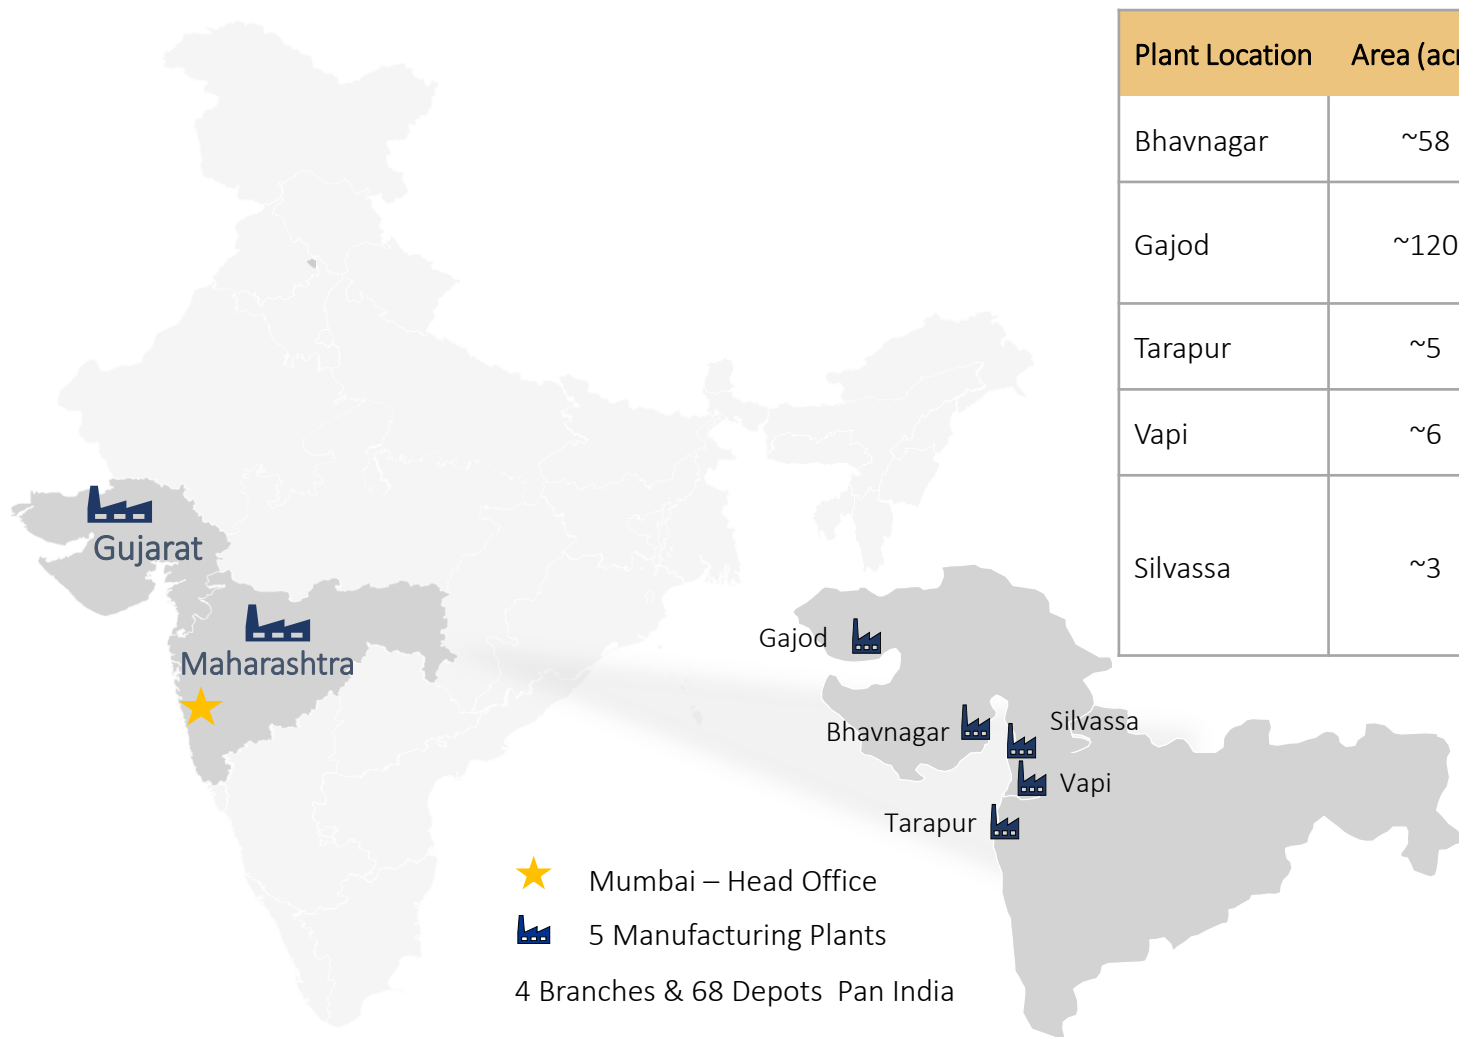 Plant Location Area (acr
Bhavnagar ~58
Gajod ~120
Tarapur ~5
Vapi ~6
Silvassa ~3
Gujarat
Maharashtra
Gajod
Bhavnagar
Silvassa
Vapi
Tarapur
Mumbai – Head Office
5 Manufacturing Plants
4 Branches & 68 Depots Pan India